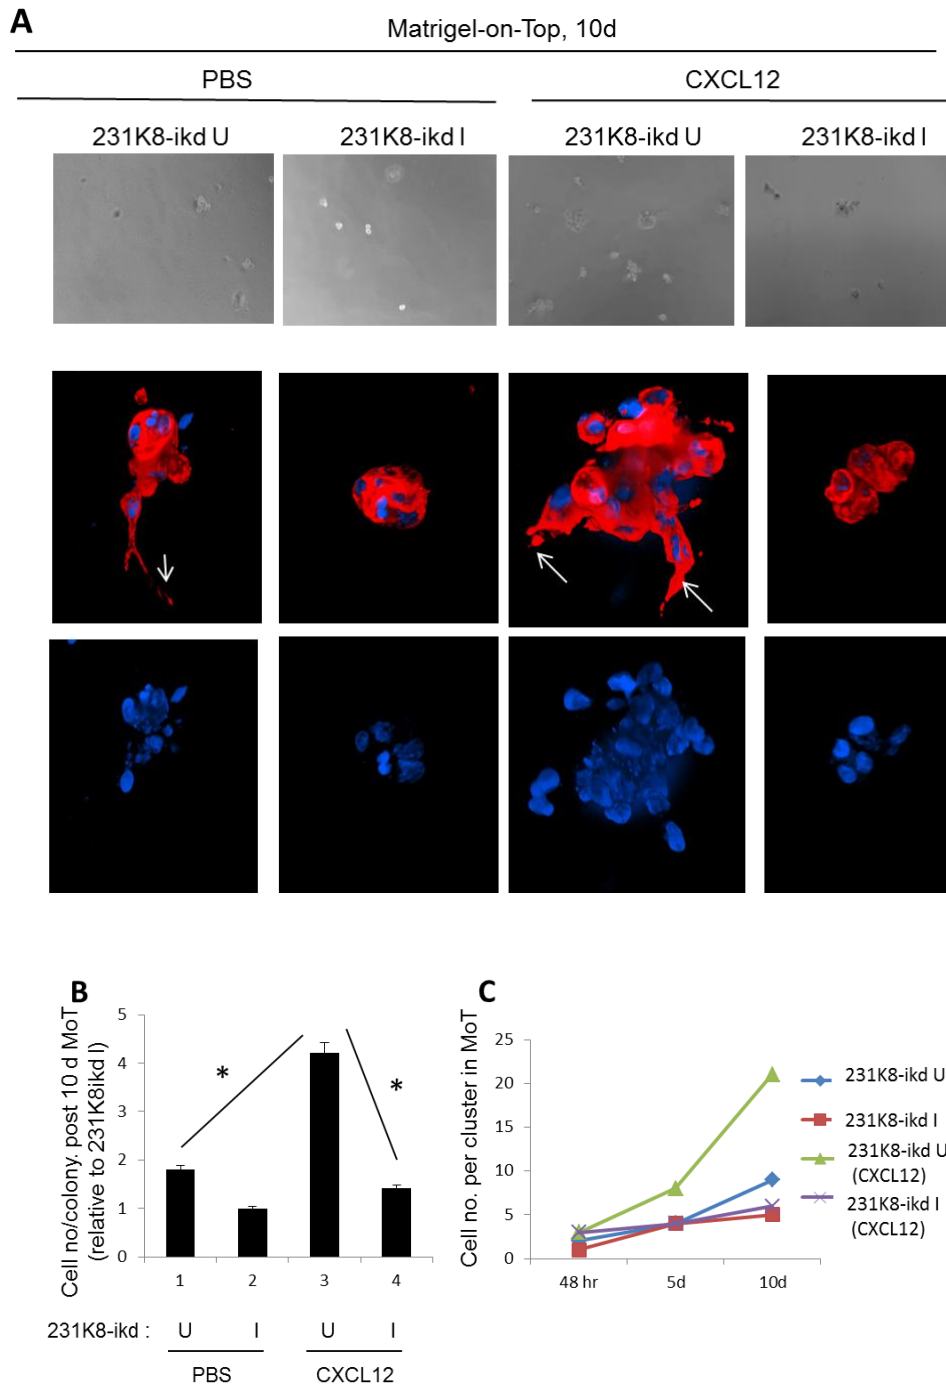 A
Matrigel-on-Top, 10d
PBS
CXCL12
231K8-ikd U
231K8-ikd I
231K8-ikd U
231K8-ikd I
B
Cell no/colony. post 10 d MoT
(relative to 231K8ikd I)
5
4
3
2
1
0
*
*
1 2 3 4
231K8-ikd : U I U I
PBS CXCL12
C
Cell no. per cluster in MoT
25
20
15
10
5
0
48 hr 5d 10d
231K8-ikd U
231K8-ikd I
231K8-ikd U
(CXCL12)
231K8-ikd I
(CXCL12)